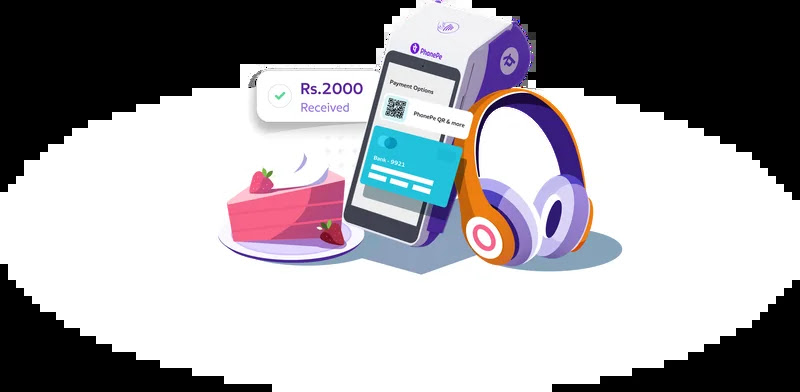 PhonePe
Rs.2000
Received
Payment Options
PhonePe QR & more
Bank - 9921